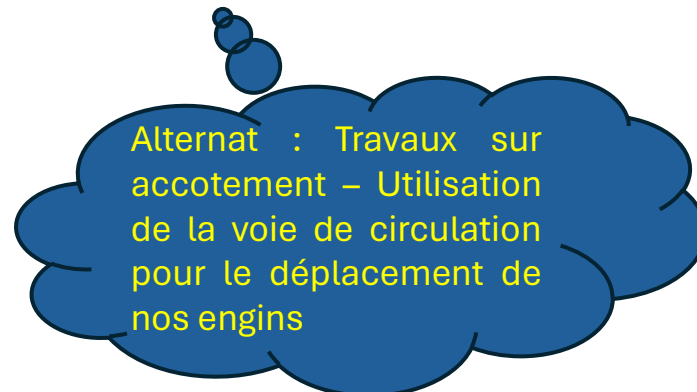 Alternat : Travaux sur
accotement – Utilisation
de la voie de circulation
pour le déplacement de
nos engins